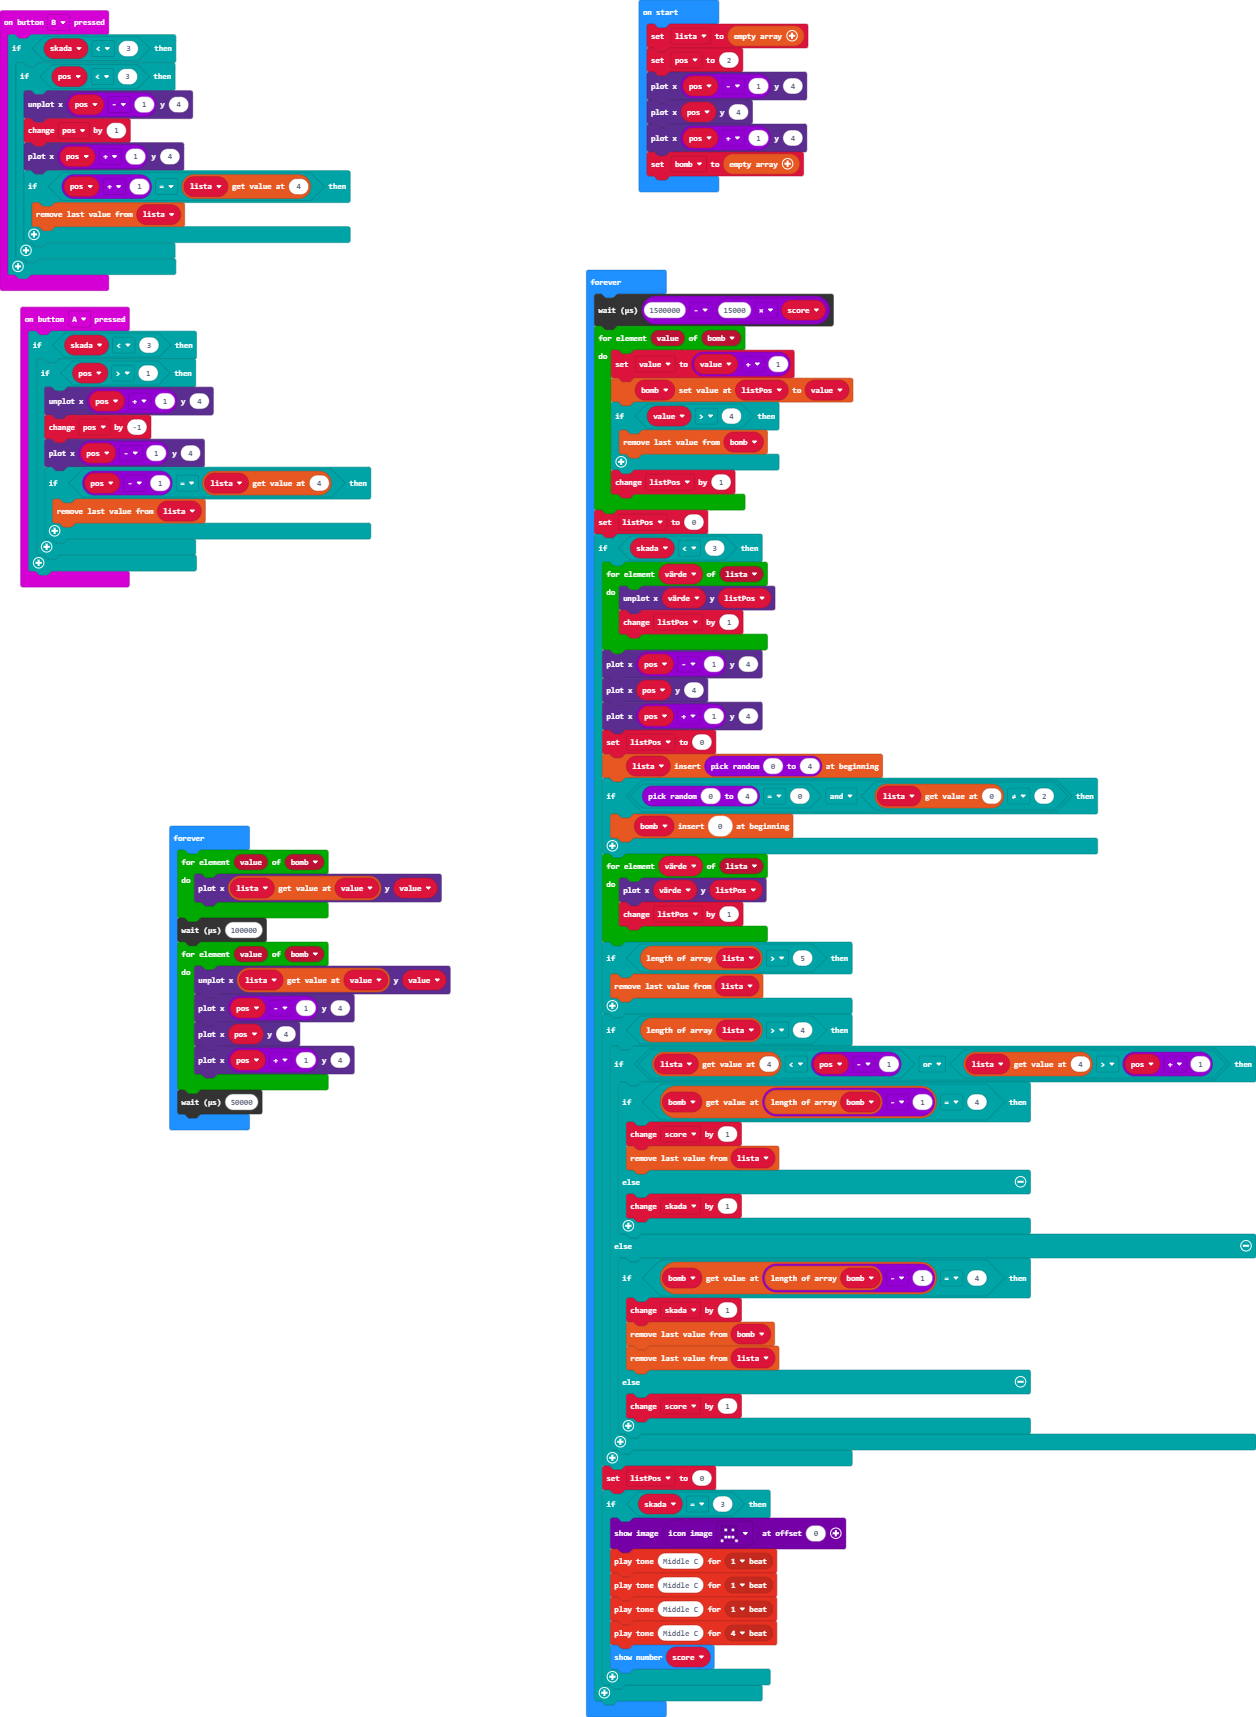 on button B pressed
if skada < 3 then
if pos < 3 then
unplot x pos - 1 y 4
change pos by 1
plot x pos + 1 y 4
if pos + 1 = lista get value at 4 then
remove last value from lista
on button A pressed
if skada < 3 then
if pos > 1 then
unplot x pos + 1 y 4
change pos by -1
plot x pos - 1 y 4
if pos - 1 = lista get value at 4 then
remove last value from lista
on start
set lista to empty array
set pos to 2
plot x pos - 1 y 4
plot x pos y 4
plot x pos + 1 y 4
set bomb to empty array
forever
wait (µs) 1500000 - 15000 × score
for element value of bomb
do
set value to value + 1
bomb set value at listPos to value
if value > 4 then
remove last value from bomb
change listPos by 1
set listPos to 0
if skada < 3 then
for element värde of lista
do
unplot x värde y listPos
change listPos by 1
plot x pos - 1 y 4
plot x pos y 4
plot x pos + 1 y 4
set listPos to 0
lista insert pick random 0 to 4 at beginning
if pick random 0 to 4 = 0 and lista get value at 0 ≠ 2 then
bomb insert 0 at beginning
for element värde of lista
do
plot x värde y listPos
change listPos by 1
if length of array lista > 5 then
remove last value from lista
if length of array lista > 4 then
if lista get value at 4 < pos - 1 or lista get value at 4 > pos + 1 then
if bomb get value at length of array bomb - 1 = 4 then
change score by 1
remove last value from lista
else
change skada by 1
else
if bomb get value at length of array bomb - 1 = 4 then
change skada by 1
remove last value from bomb
remove last value from lista
else
change score by 1
set listPos to 0
if skada = 3 then
show image icon image at offset 0
play tone Middle C for 1 beat
play tone Middle C for 1 beat
play tone Middle C for 1 beat
play tone Middle C for 4 beat
show number score
forever
for element value of bomb
do
plot x lista get value at value y value
wait (µs) 100000
for element value of bomb
do
unplot x lista get value at value y value
plot x pos - 1 y 4
plot x pos y 4
plot x pos + 1 y 4
wait (µs) 50000